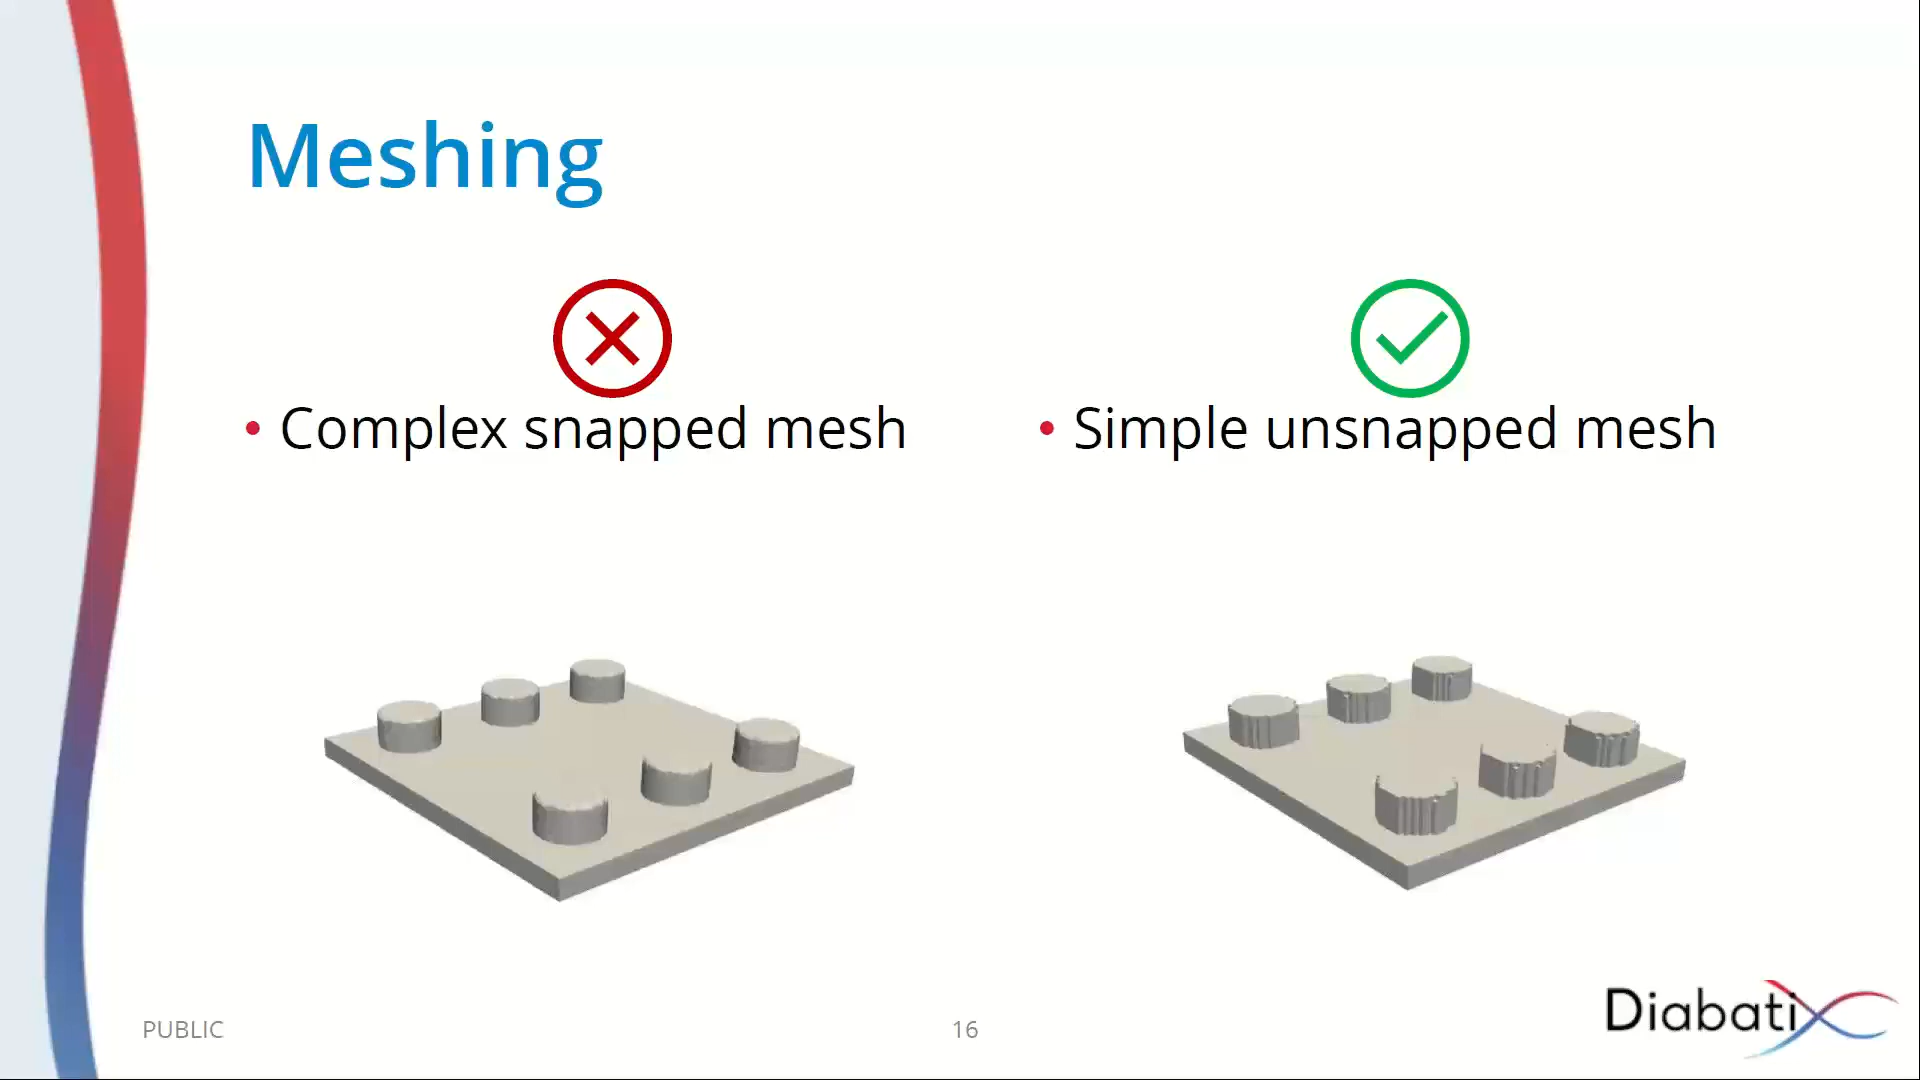 Meshing
• Complex snapped mesh
• Simple unsnapped mesh
PUBLIC
16
Diabatix